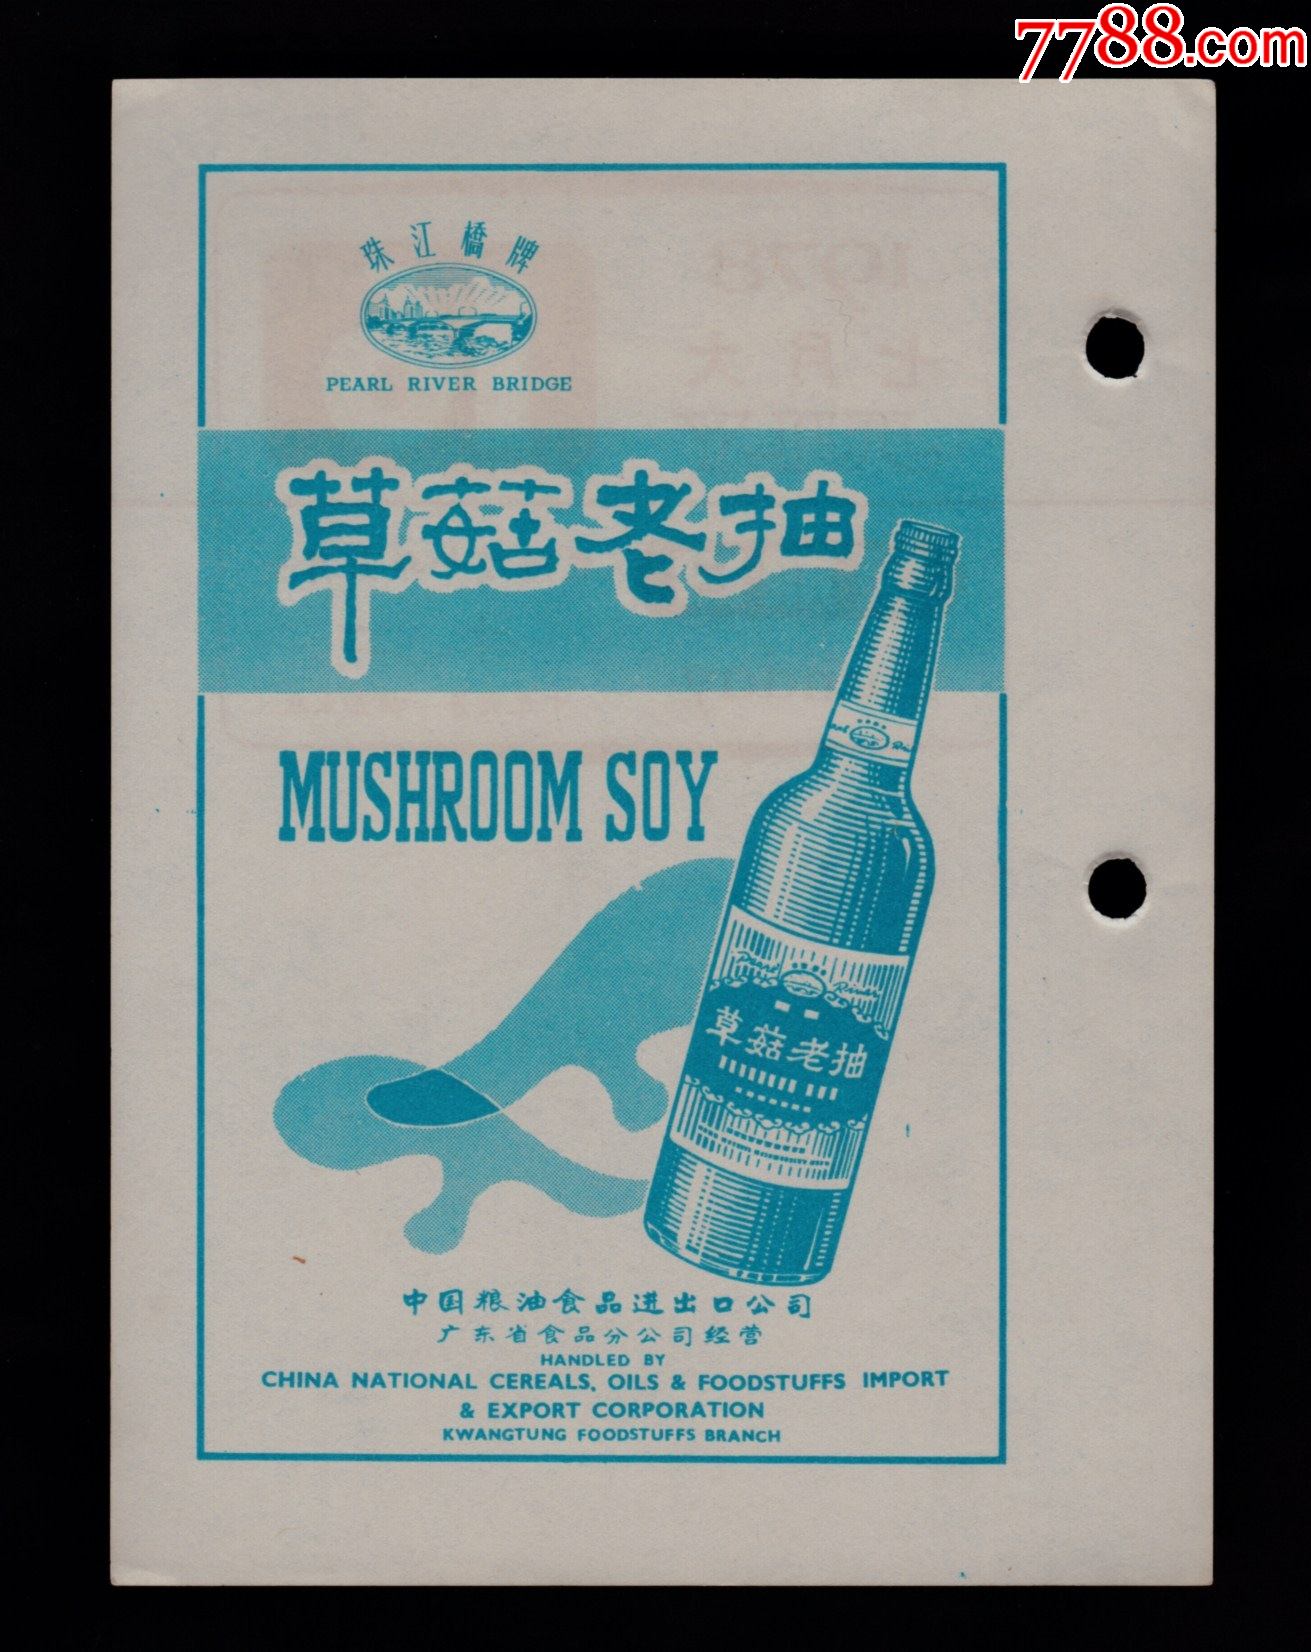 7788.com
珠江橋牌
PEARL RIVER BRIDGE
草菇老抽
MUSHROOM SOY
Pearl River
草菇老抽
中国粮油食品进出口公司
广东省食品分公司经营
HANDLED BY
CHINA NATIONAL CEREALS, OILS & FOODSTUFFS IMPORT
& EXPORT CORPORATION
KWANGTUNG FOODSTUFFS BRANCH